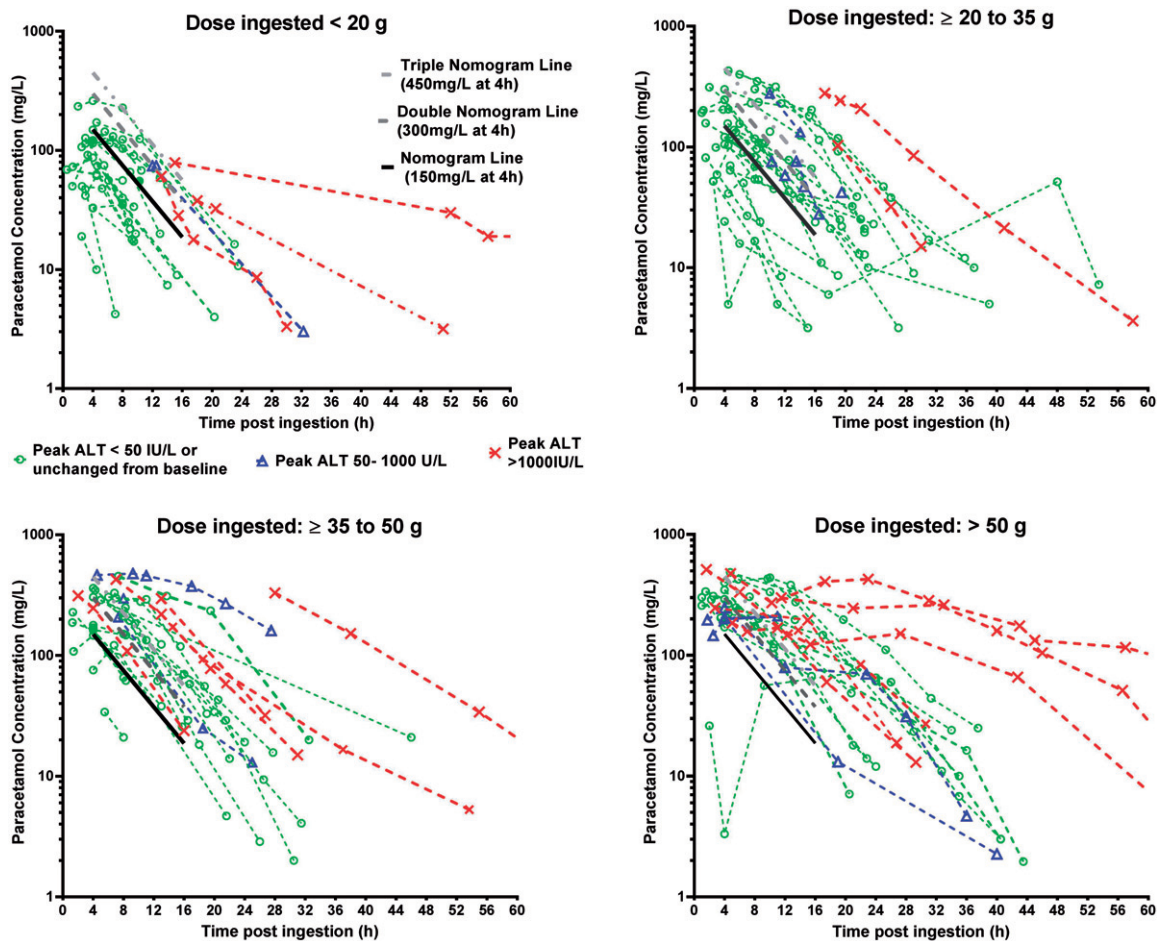 Dose ingested < 20 g
Paracetamol Concentration (mg/L)
1000
100
10
1
0 4 8 12 16 20 24 28 32 36 40 44 48 52 56 60
Time post ingestion (h)
Triple Nomogram Line
(450mg/L at 4h)
Double Nomogram Line
(300mg/L at 4h)
Nomogram Line
(150mg/L at 4h)
Dose ingested: ≥ 20 to 35 g
Paracetamol Concentration (mg/L)
1000
100
10
1
0 4 8 12 16 20 24 28 32 36 40 44 48 52 56 60
Time post ingestion (h)
Peak ALT < 50 IU/L or
unchanged from baseline
Peak ALT 50- 1000 U/L
Peak ALT
>1000IU/L
Dose ingested: ≥ 35 to 50 g
Paracetamol Concentration (mg/L)
1000
100
10
1
0 4 8 12 16 20 24 28 32 36 40 44 48 52 56 60
Time post ingestion (h)
Dose ingested: > 50 g
Paracetamol Concentration (mg/L)
1000
100
10
1
0 4 8 12 16 20 24 28 32 36 40 44 48 52 56 60
Time post ingestion (h)